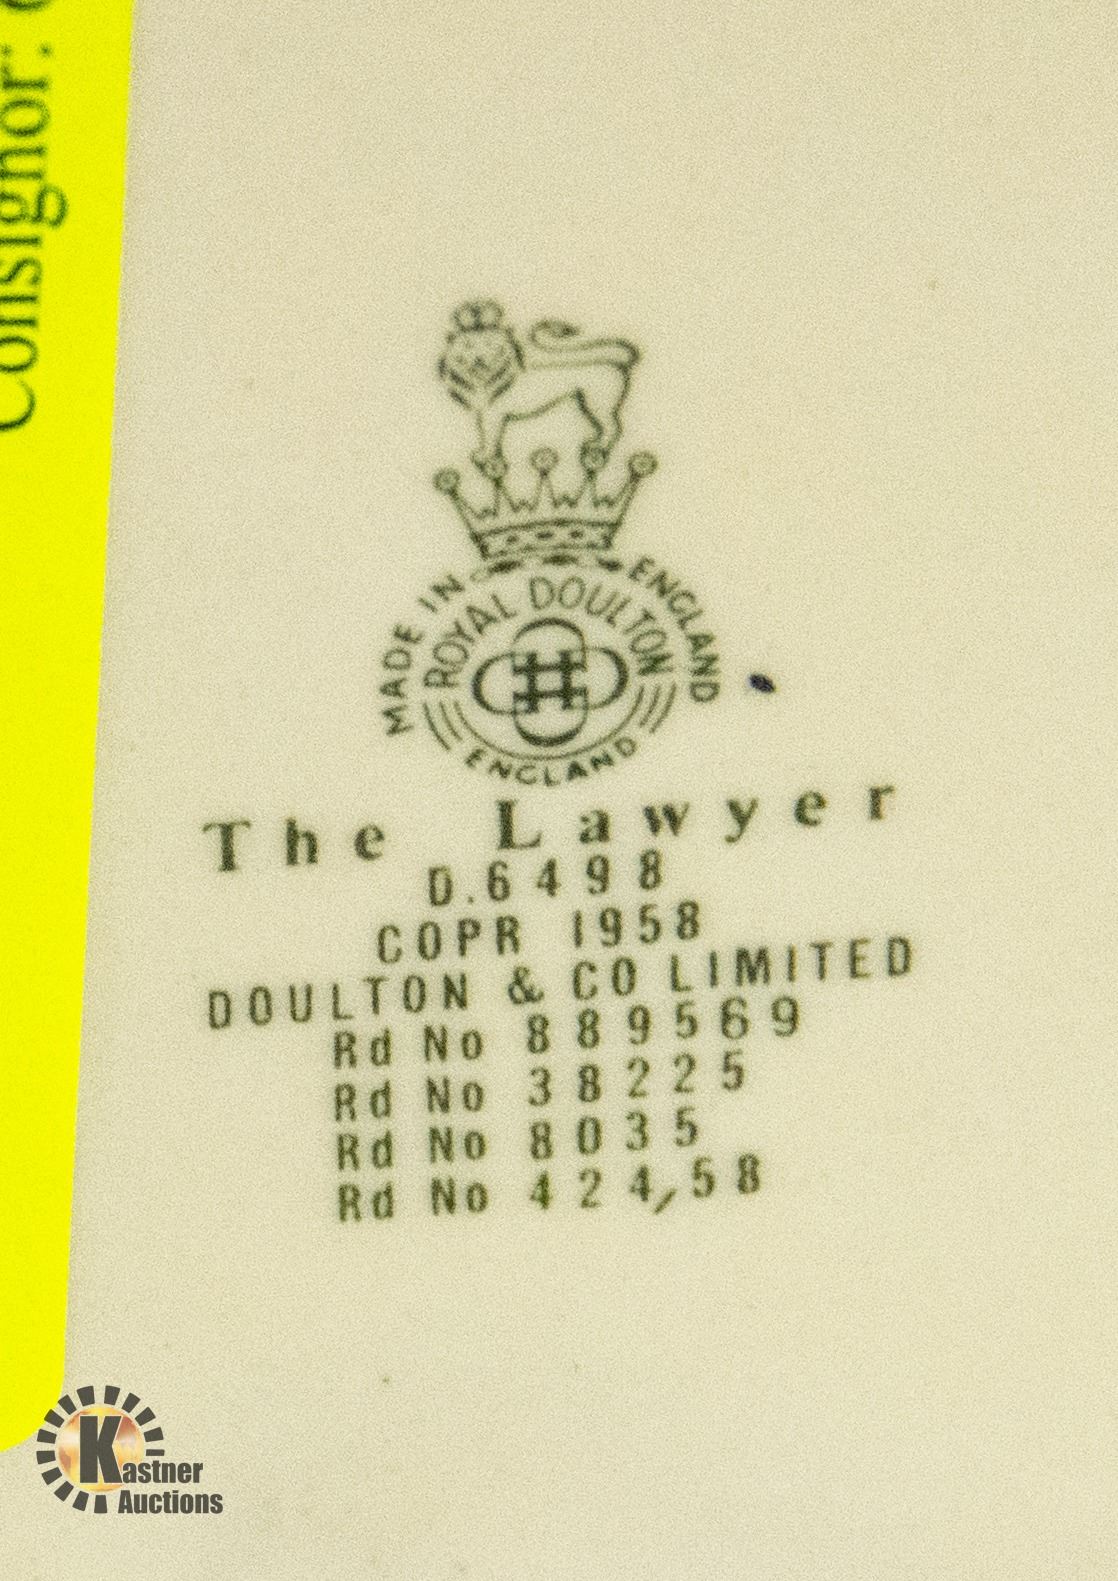 Consignor:
MADE IN ENGLAND
ROYAL DOULTON
ENGLAND
The Lawyer
D.6498
COPR 1958
DOULTON & CO LIMITED
Rd No 889569
Rd No 38225
Rd No 8035
Rd No 424/58
Kastner
Auctions